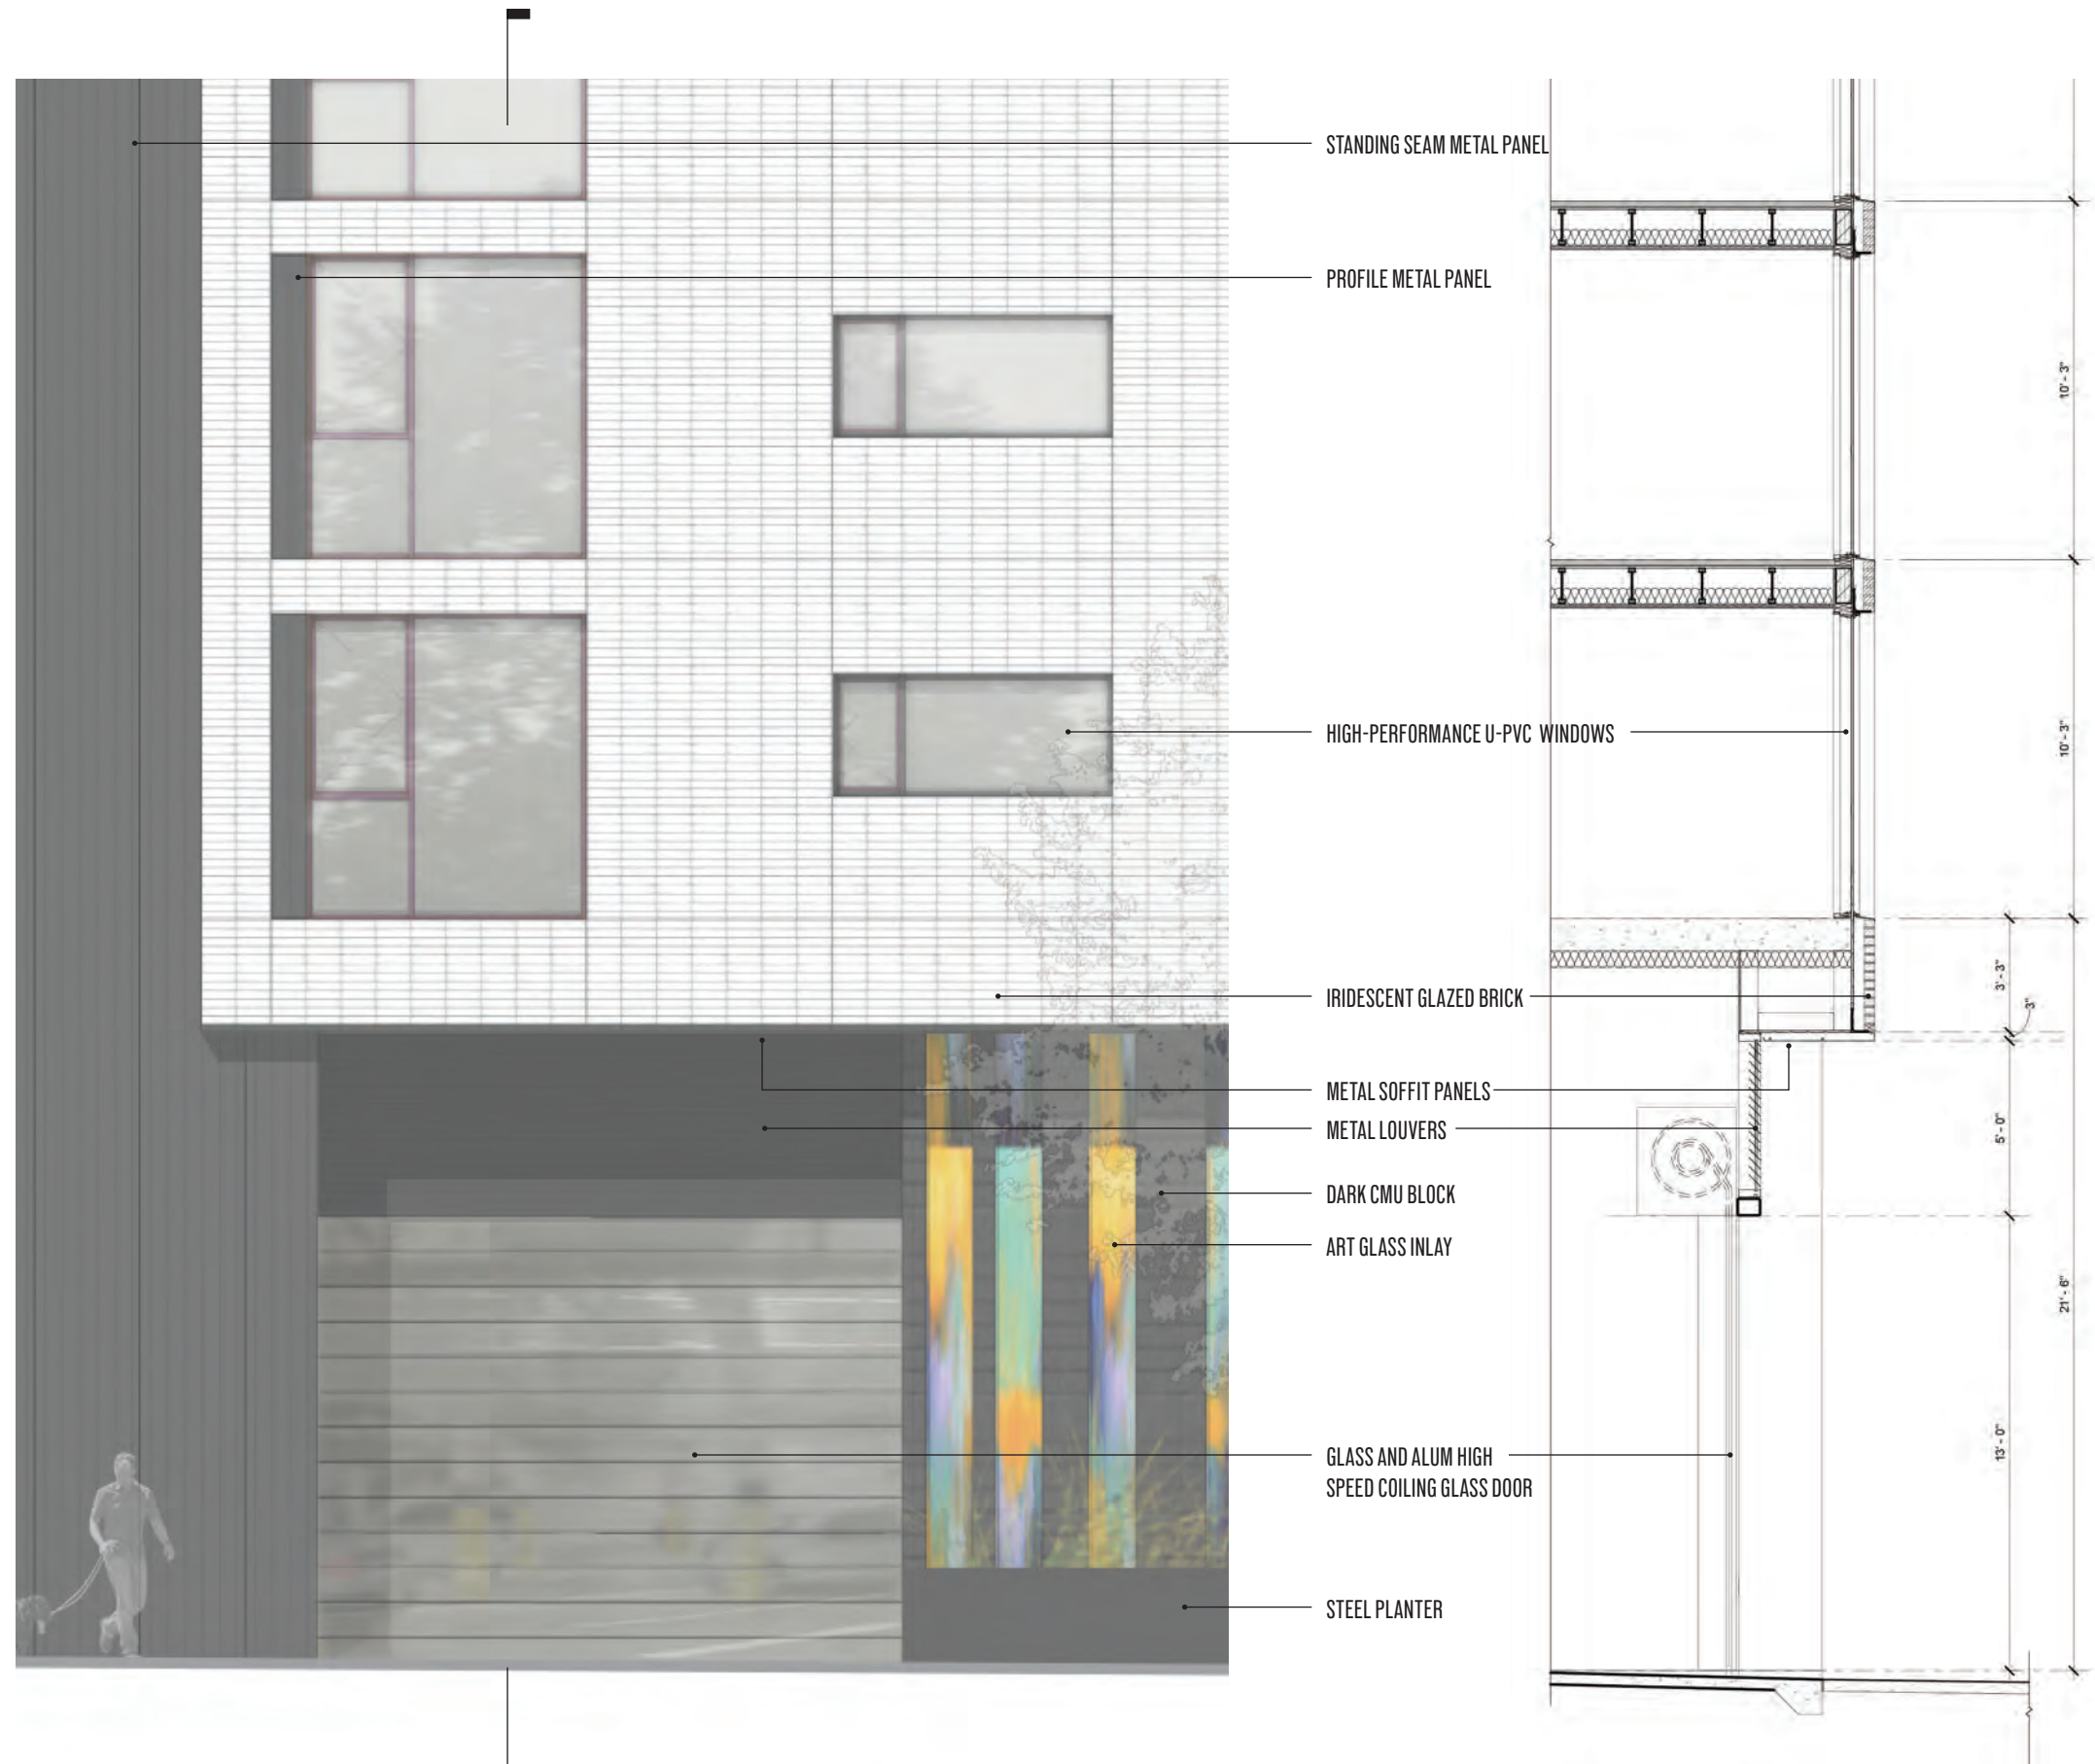 STANDING SEAM METAL PANEL
PROFILE METAL PANEL
10' - 3"
HIGH-PERFORMANCE U-PVC WINDOWS
10' - 3"
IRIDESCENT GLAZED BRICK
3' - 3"
3"
METAL SOFFIT PANELS
METAL LOUVERS
5' - 0"
DARK CMU BLOCK
ART GLASS INLAY
21' - 6"
GLASS AND ALUM HIGH
SPEED COILING GLASS DOOR
13' - 0"
STEEL PLANTER